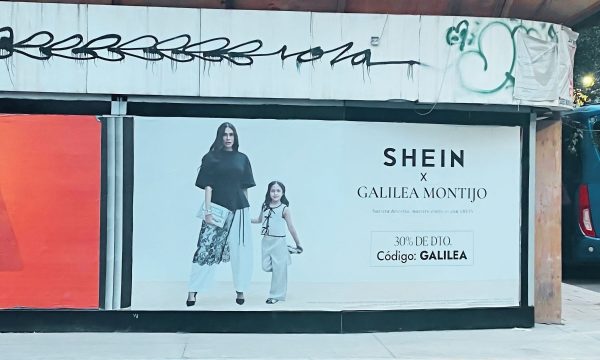 SHEIN
X
GALILEA MONTIJO
30% DE DTO.
Código: GALILEA